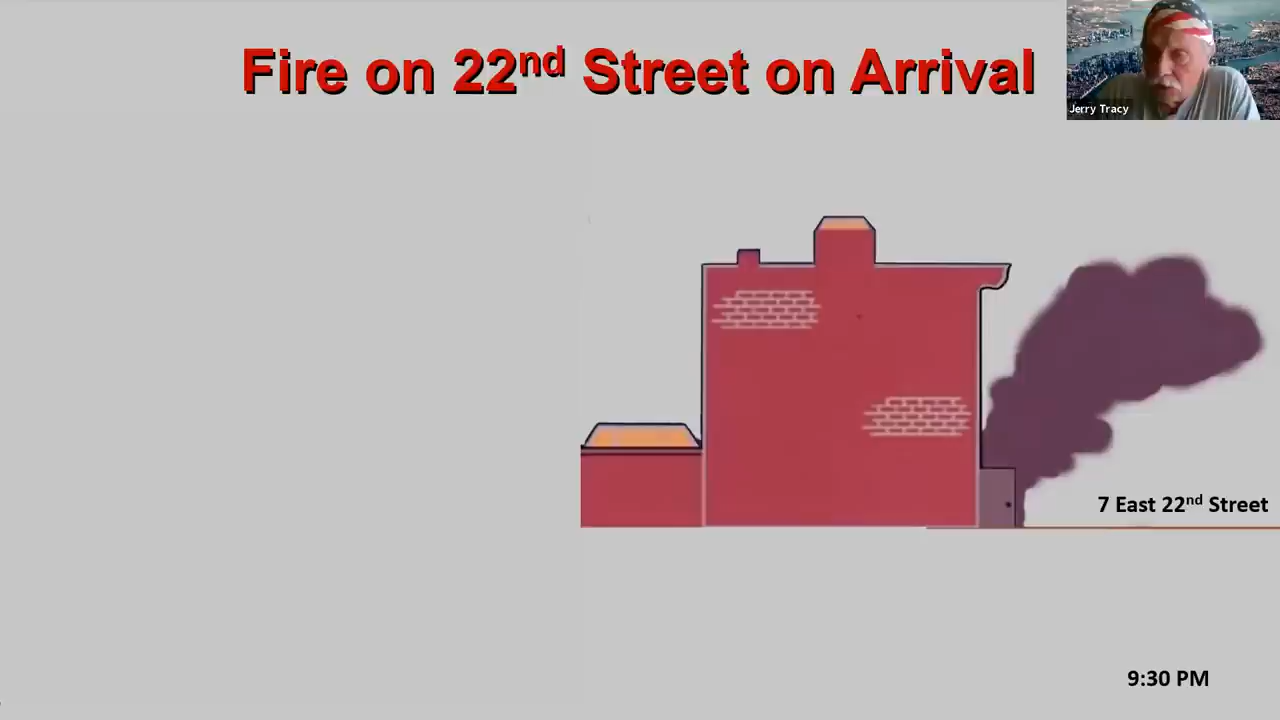 Fire on 22nd Street on Arrival
Jerry Tracy
7 East 22nd Street
9:30 PM